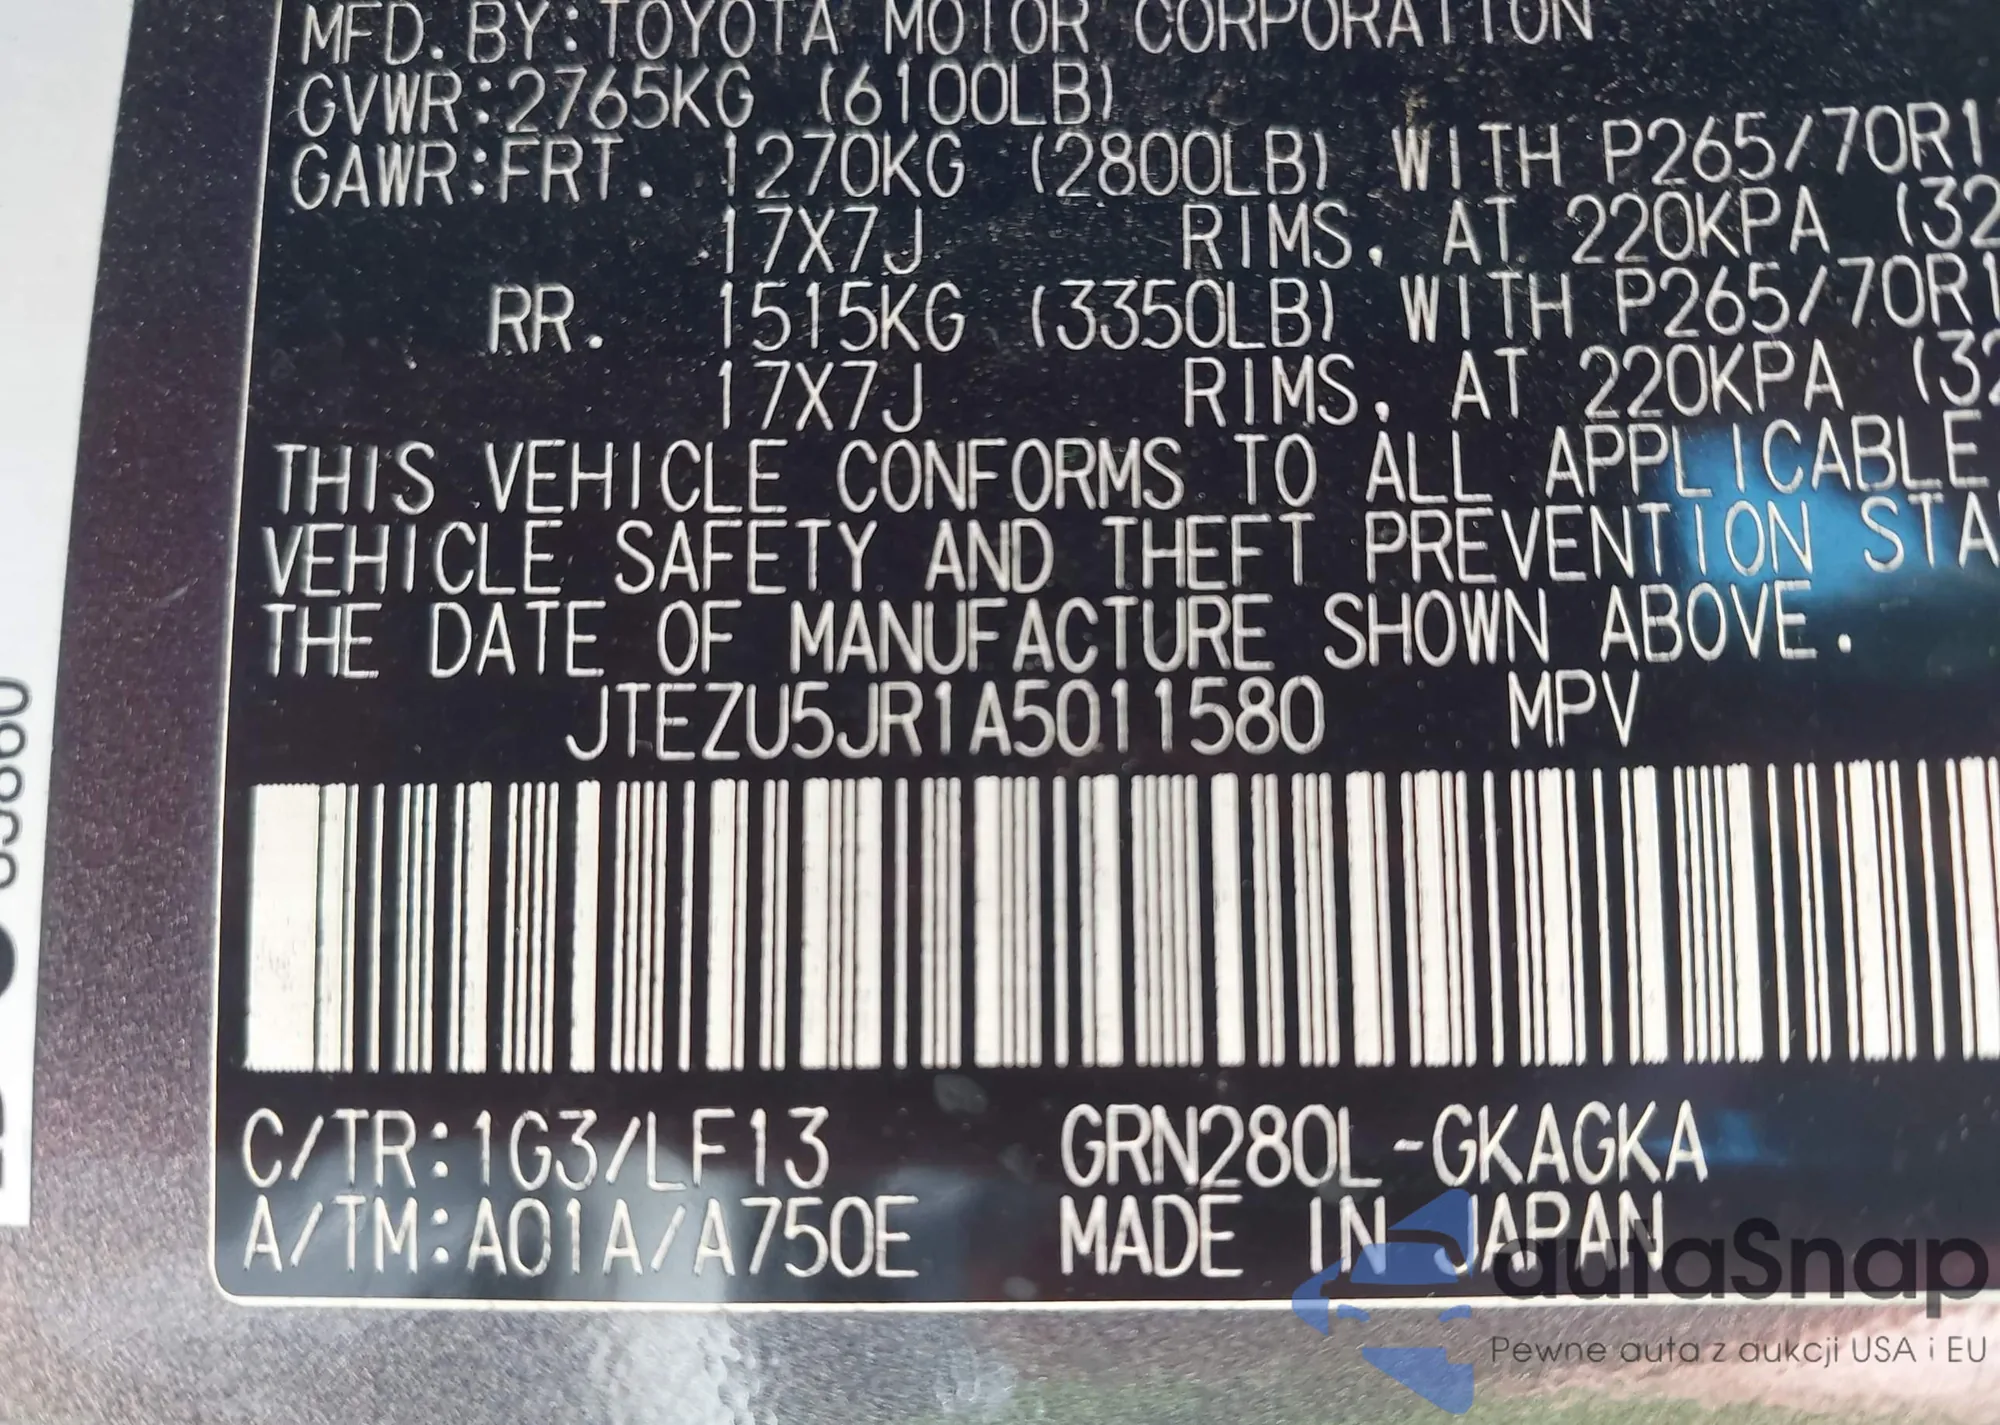 MFD. BY: TOYOTA MOTOR CORPORATION
GVWR: 2765KG (6100LB)
GAWR: FRT. 1270KG (2800LB) WITH P265/70R1
17X7J RIMS, AT 220KPA (32
RR. 1515KG (3350LB) WITH P265/70R1
17X7J RIMS, AT 220KPA (32
THIS VEHICLE CONFORMS TO ALL APPLICABLE
VEHICLE SAFETY AND THEFT PREVENTION STA
THE DATE OF MANUFACTURE SHOWN ABOVE.
JTEZU5JR1A5011580 MPV
C/TR: 1G3/LF13 GRN280L-GKAGKA
A/TM: A01A/A750E MADE IN JAPAN
autaSnap
Pewne auta z aukcji USA i EU